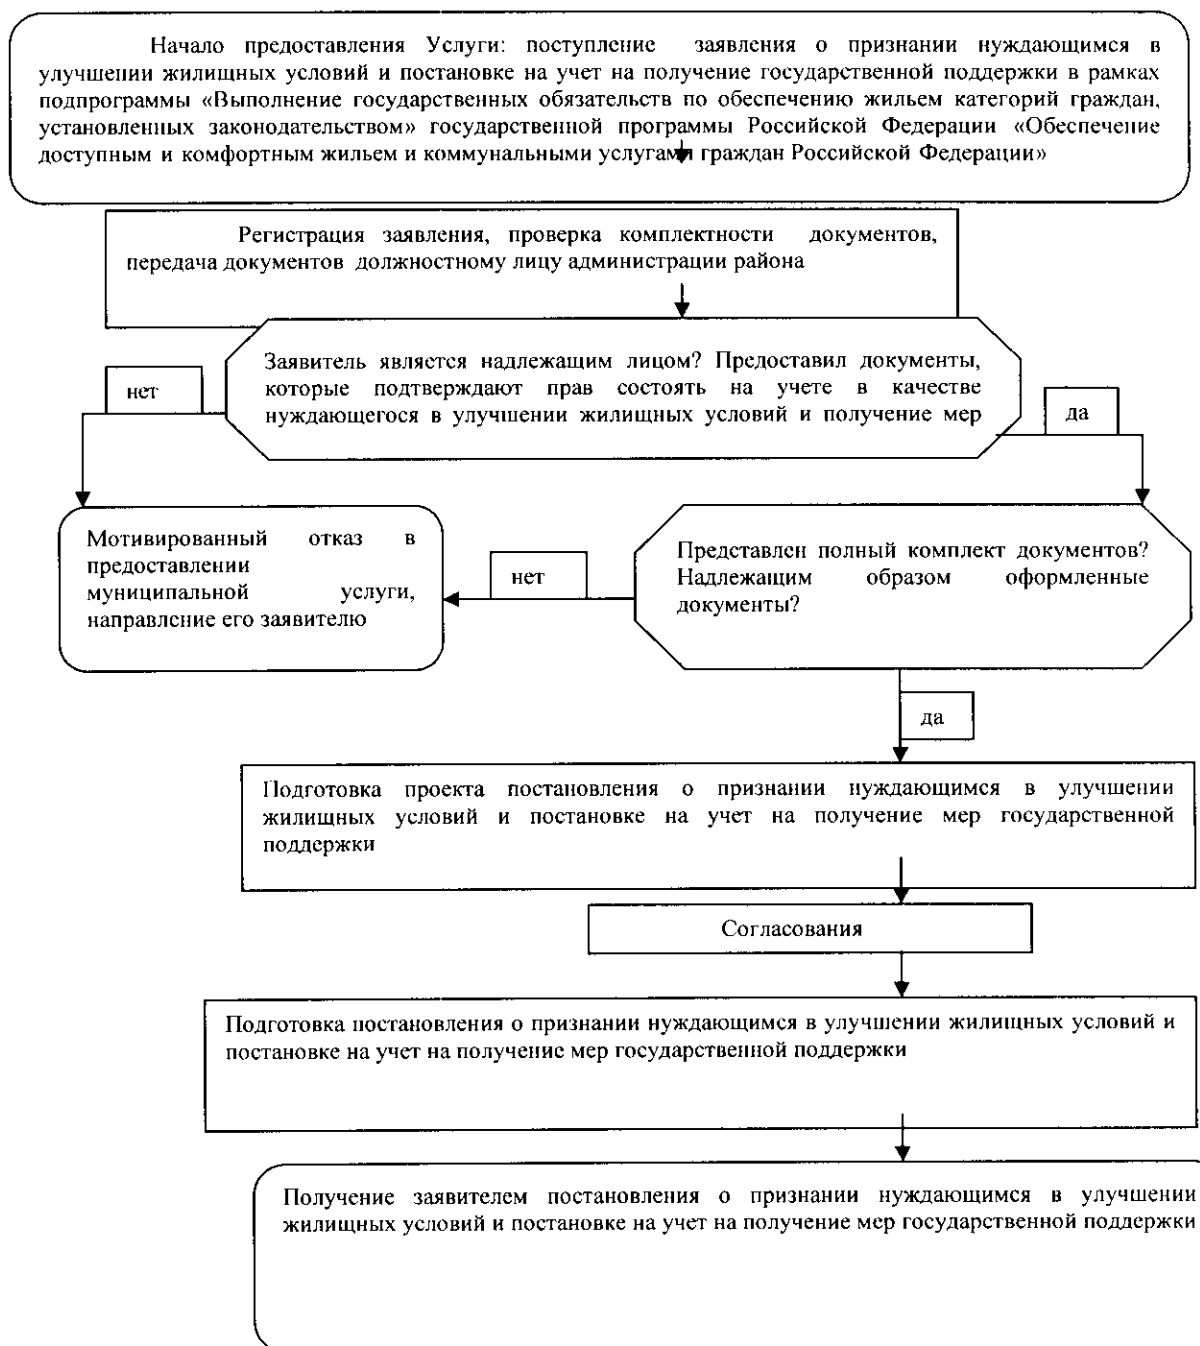 Начало предоставления Услуги: поступление заявления о признании нуждающимся в
улучшении жилищных условий и постановке на учет на получение государственной поддержки в рамках
подпрограммы «Выполнение государственных обязательств по обеспечению жильем категорий граждан,
установленных законодательством» государственной программы Российской Федерации «Обеспечение
доступным и комфортным жильем и коммунальными услугами граждан Российской Федерации»
Регистрация заявления, проверка комплектности документов,
передача документов должностному лицу администрации района
Заявитель является надлежащим лицом? Предоставил документы,
которые подтверждают прав состоять на учете в качестве
нуждающегося в улучшении жилищных условий и получение мер
нет
да
Мотивированный отказ в
предоставлении
муниципальной услуги,
направление его заявителю
нет
Представлен полный комплект документов?
Надлежащим образом оформленные
документы?
да
Подготовка проекта постановления о признании нуждающимся в улучшении
жилищных условий и постановке на учет на получение мер государственной
поддержки
Согласования
Подготовка постановления о признании нуждающимся в улучшении жилищных условий и
постановке на учет на получение мер государственной поддержки
Получение заявителем постановления о признании нуждающимся в улучшении
жилищных условий и постановке на учет на получение мер государственной поддержки